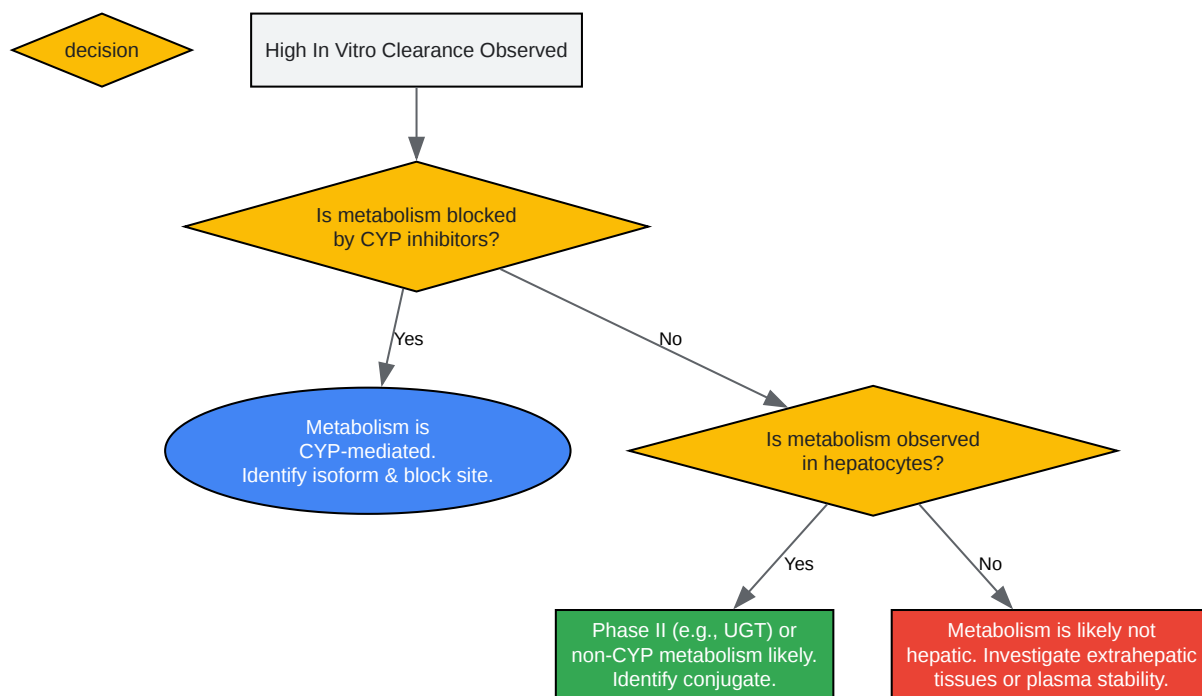 decision
High In Vitro Clearance Observed
Is metabolism blocked
by CYP inhibitors?
Yes
No
Metabolism is
CYP-mediated.
Identify isoform & block site.
Is metabolism observed
in hepatocytes?
Yes
No
Phase II (e.g., UGT) or
non-CYP metabolism likely.
Identify conjugate.
Metabolism is likely not
hepatic. Investigate extrahepatic
tissues or plasma stability.